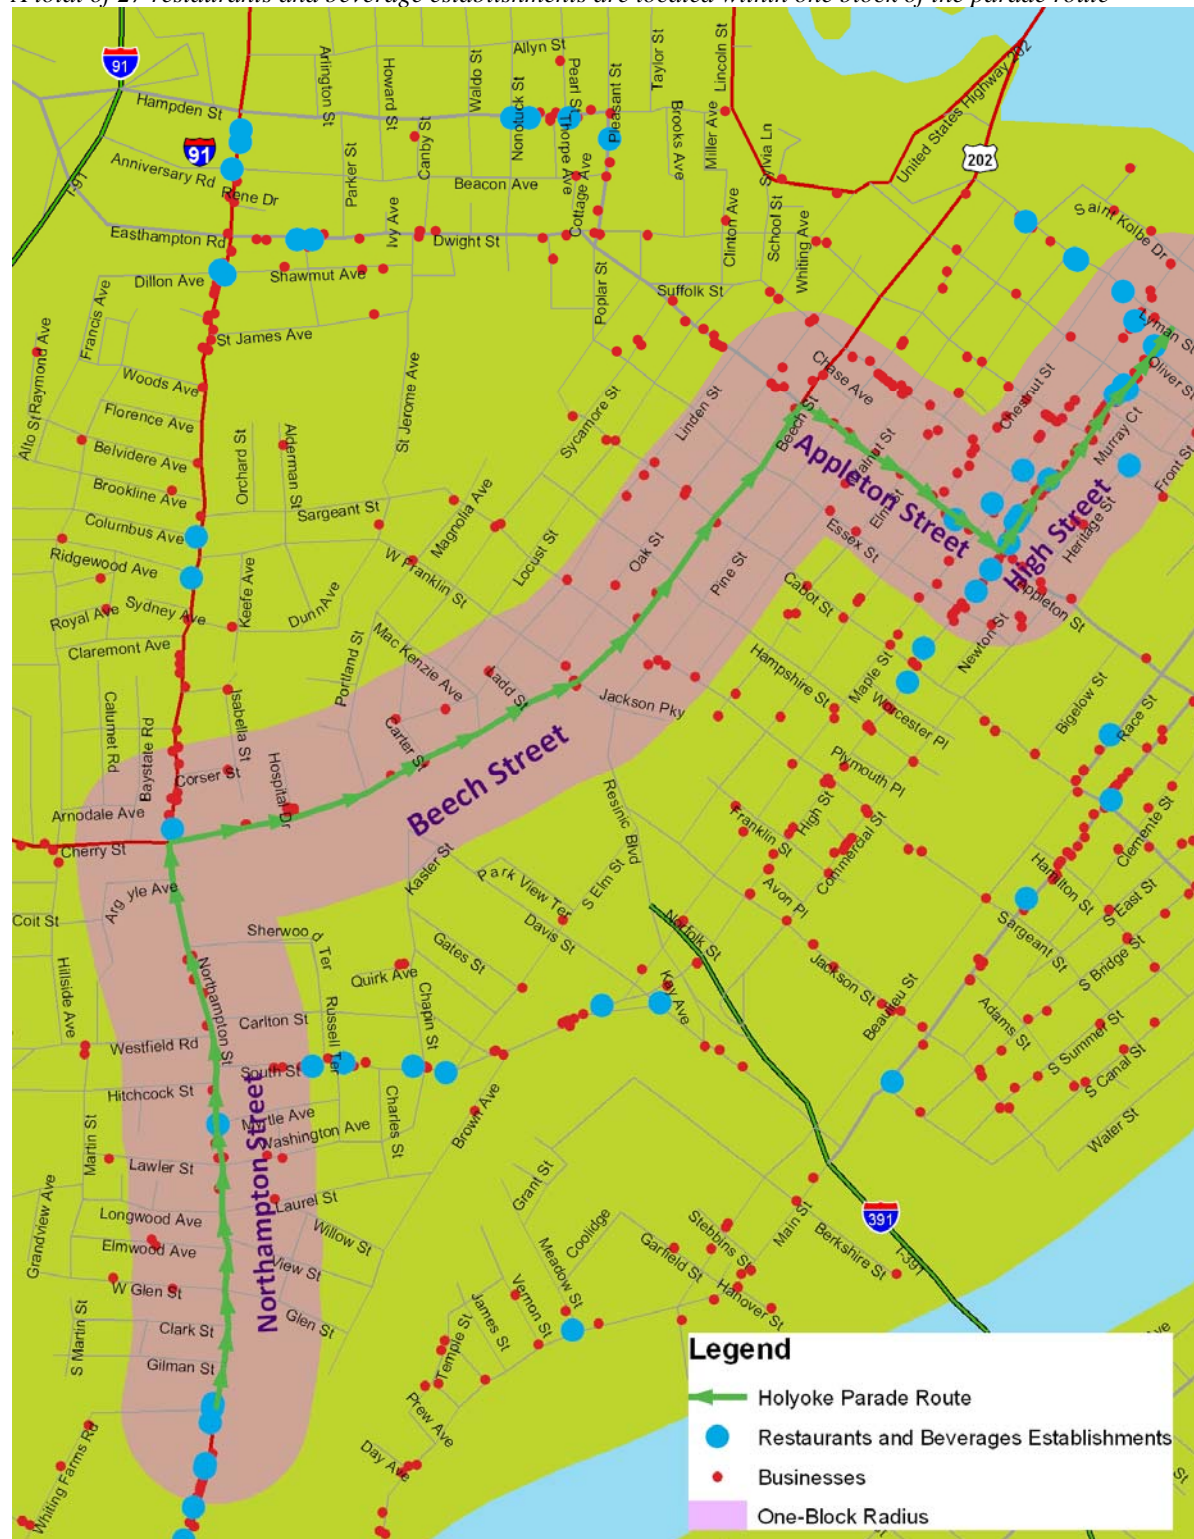 A total of 27 restaurants and beverage establishments are located within one block of the parade route
91
Hampden St
91
I-91
Anniversary Rd
Rene Dr
Easthampton Rd
Dillon Ave
Shawmut Ave
Francis Ave
St James Ave
Raymond Ave
Alto St
Woods Ave
Florence Ave
Belvidere Ave
Brookline Ave
Columbus Ave
Ridgewood Ave
Royal Ave
Sydney Ave
Claremont Ave
Orchard St
Alderman St
Sargeant St
Keefe Ave
Dunn Ave
Arlington St
Howard St
Parker St
Canby St
Ivy Ave
Waldo St
Allyn St
Nonotuck St
Pearl St
Thorpe Ave
Pleasant St
Cottage Ave
Beacon Ave
Dwight St
Taylor St
Lincoln St
Brooks Ave
Miller Ave
Sylvia Ln
Clinton Ave
School St
Whiting Ave
Poplar St
Suffolk St
United States Highway 202
202
Saint Kolbe Dr
Lyman St
Oliver St
Chestnut St
Chase Ave
Murray Ct
Front St
Heritage St
St Jerome Ave
Sycamore St
Linden St
Beech St
Walnut St
Elm St
Essex St
Appleton Street
High Street
Appleton St
Newton St
Magnolia Ave
W Franklin St
Locust St
Oak St
Pine St
Cabot St
Portland St
Mac Kenzie Ave
Ladd St
Carter St
Jackson Pky
Hampshire St
Maple St
Worcester Pl
Bigelow St
Race St
Calumet Rd
Baystate Rd
Isabella St
Corser St
Hospital Dr
Arnodale Ave
Cherry St
Beech Street
Resinic Blvd
Plymouth Pl
High St
Franklin St
Commercial St
Clemente St
Hamilton St
S East St
Argyle Ave
Coit St
Kasler St
Park View Ter
S Elm St
Avon Pl
Davis St
Norfolk St
Sargeant St
S Bridge St
Sherwood Ter
Hillside Ave
Quirk Ave
Gates St
Northampton St
Russell Ter
Chapin St
Kay Ave
Jackson St
Beaulieu St
Adams St
S Summer St
S Canal St
Carlton St
Westfield Rd
South St
Hitchcock St
Myrtle Ave
Washington Ave
Charles St
Brown Ave
Water St
Martin St
Lawler St
Northampton Street
Grandview Ave
Longwood Ave
Laurel St
Elmwood Ave
Willow St
View St
W Glen St
Glen St
S Martin St
Clark St
Gilman St
Grant St
Coolidge
Meadow St
Stebbins St
Main St
391
Garfield St
Berkshire St
I-391
Hanover St
Vernon St
James St
Temple St
Prew Ave
Day Ave
Whiting Farms Rd
Legend
Holyoke Parade Route
Restaurants and Beverages Establishments
Businesses
One-Block Radius